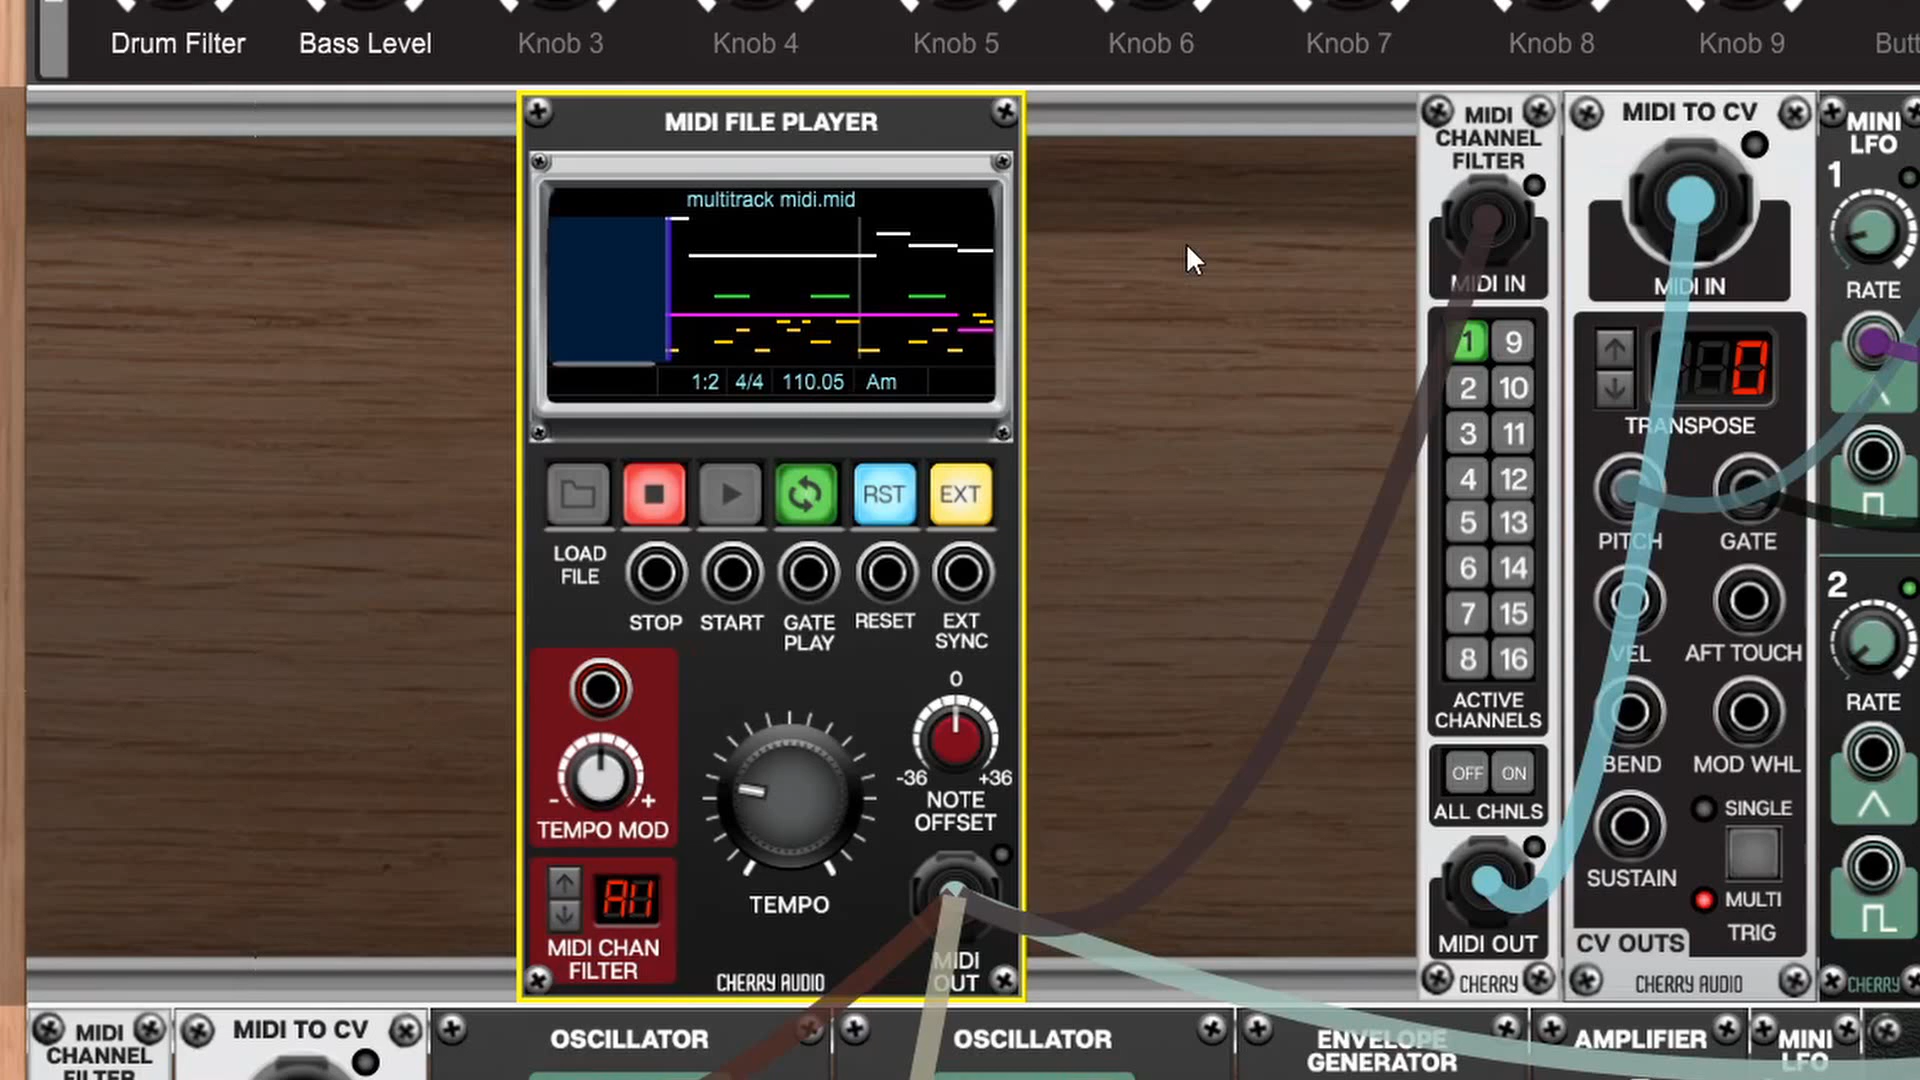 Drum Filter
Bass Level
Knob 3
Knob 4
Knob 5
Knob 6
Knob 7
Knob 8
Knob 9
Butt
MIDI FILE PLAYER
multitrack midi.mid
1:2
4/4
110.05
Am
RST
EXT
LOAD
FILE
STOP
START
GATE
PLAY
RESET
EXT
SYNC
- +
TEMPO MOD
TEMPO
0
-36 +36
NOTE
OFFSET
All
MIDI CHAN
FILTER
CHERRY AUDIO
MIDI
OUT
MIDI
CHANNEL
FILTER
MIDI IN
1 9
2 10
3 11
4 12
5 13
6 14
7 15
8 16
ACTIVE
CHANNELS
OFF ON
ALL CHNLS
MIDI OUT
CHERRY
MIDI TO CV
MIDI IN
0
TRANSPOSE
PITCH
GATE
VEL
AFT TOUCH
BEND
MOD WHL
SUSTAIN
SINGLE
MULTI
TRIG
CV OUTS
CHERRY AUDIO
MINI
LFO
1
RATE
2
RATE
CHERRY
MIDI
CHANNEL
FILTER
MIDI TO CV
OSCILLATOR
OSCILLATOR
ENVELOPE
GENERATOR
AMPLIFIER
MINI
LFO